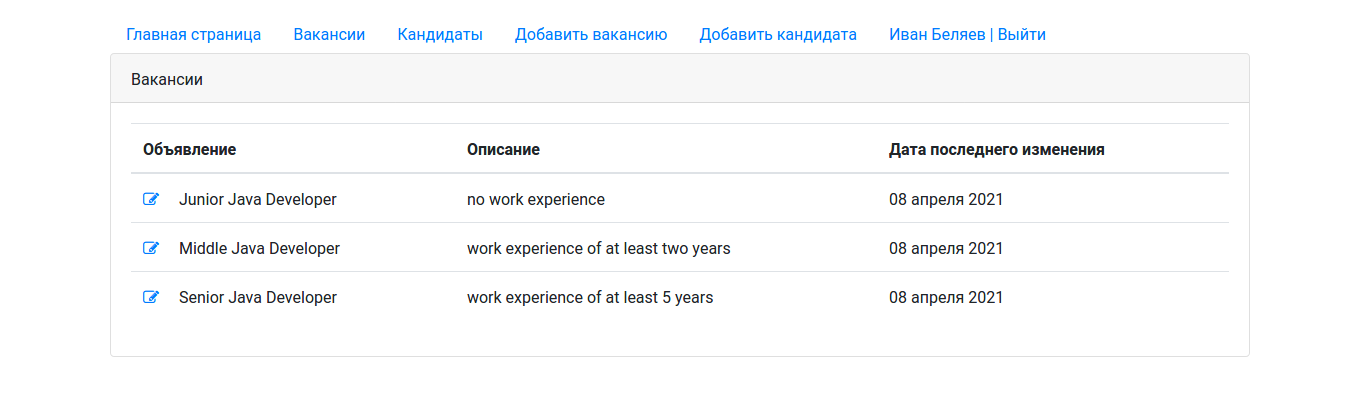 Главная страница Вакансии Кандидаты Добавить вакансию Добавить кандидата Иван Беляев | Выйти
Вакансии
Объявление Описание Дата последнего изменения
Junior Java Developer no work experience 08 апреля 2021
Middle Java Developer work experience of at least two years 08 апреля 2021
Senior Java Developer work experience of at least 5 years 08 апреля 2021